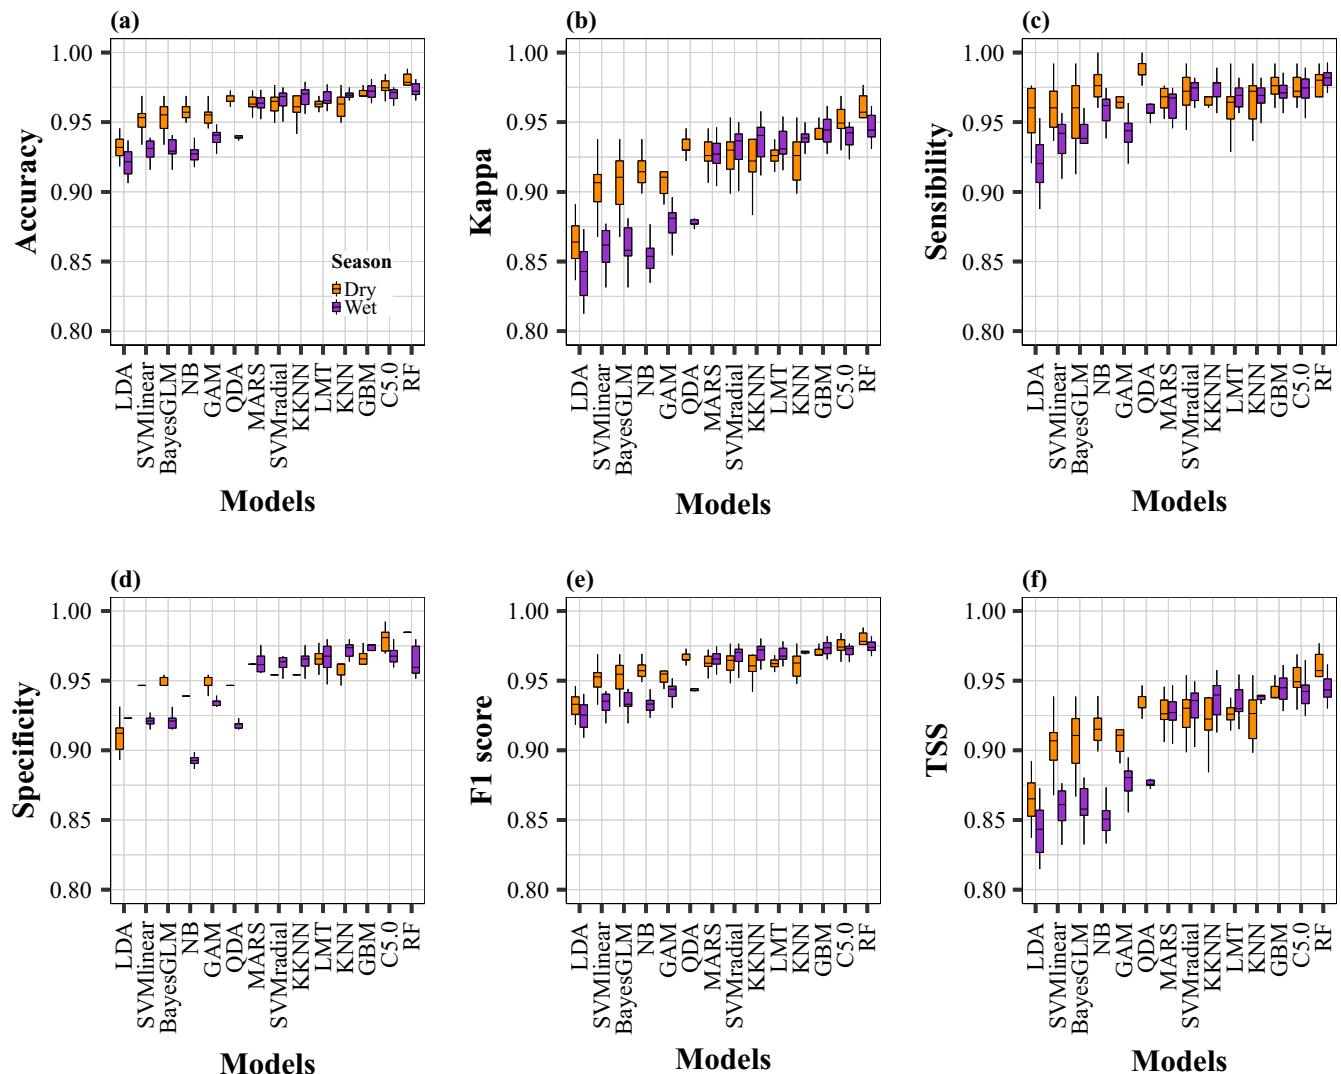 (a)
1.00
0.95
0.90
0.85
0.80
Accuracy
Season
Dry
Wet
LDA
SVMlinear
BayesGLM
NB
GAM
QDA
MARS
SVMradial
KKNN
LMT
KNN
GBM
C5.0
RF
Models
(b)
1.00
0.95
0.90
0.85
0.80
Kappa
LDA
SVMlinear
BayesGLM
NB
GAM
QDA
MARS
SVMradial
KKNN
LMT
KNN
GBM
C5.0
RF
Models
(c)
1.00
0.95
0.90
0.85
0.80
Sensibility
LDA
SVMlinear
BayesGLM
NB
GAM
QDA
MARS
SVMradial
KKNN
LMT
KNN
GBM
C5.0
RF
Models
(d)
1.00
0.95
0.90
0.85
0.80
Specificity
LDA
SVMlinear
BayesGLM
NB
GAM
QDA
MARS
SVMradial
KKNN
LMT
KNN
GBM
C5.0
RF
Models
(e)
1.00
0.95
0.90
0.85
0.80
F1 score
LDA
SVMlinear
BayesGLM
NB
GAM
QDA
MARS
SVMradial
KKNN
LMT
KNN
GBM
C5.0
RF
Models
(f)
1.00
0.95
0.90
0.85
0.80
TSS
LDA
SVMlinear
BayesGLM
NB
GAM
QDA
MARS
SVMradial
KKNN
LMT
KNN
GBM
C5.0
RF
Models